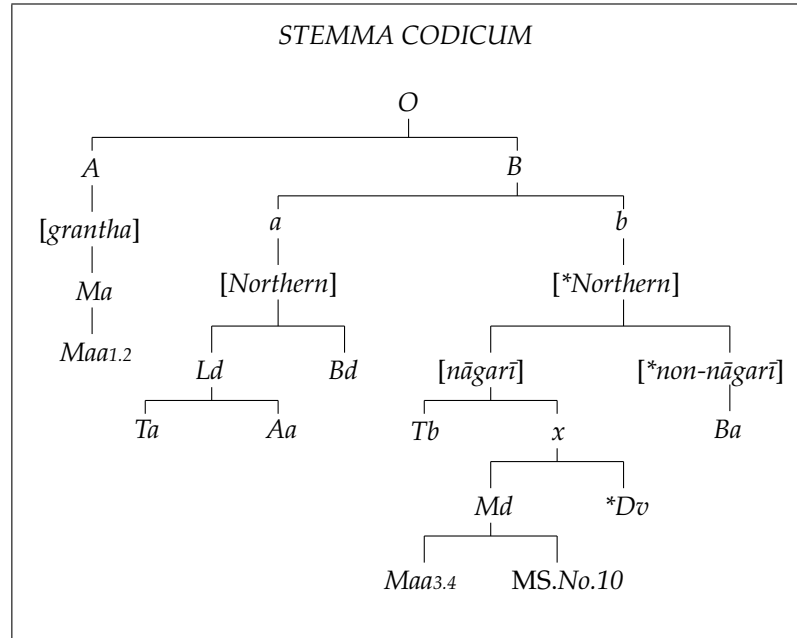 STEMMA CODICUM
O
A B
[grantha] a b
Ma [Northern] [*Northern]
Maa1.2 Ld Bd [nāgarī] [*non-nāgarī]
Ta Aa Tb x Ba
Md *Dv
Maa3.4 MS.No.10